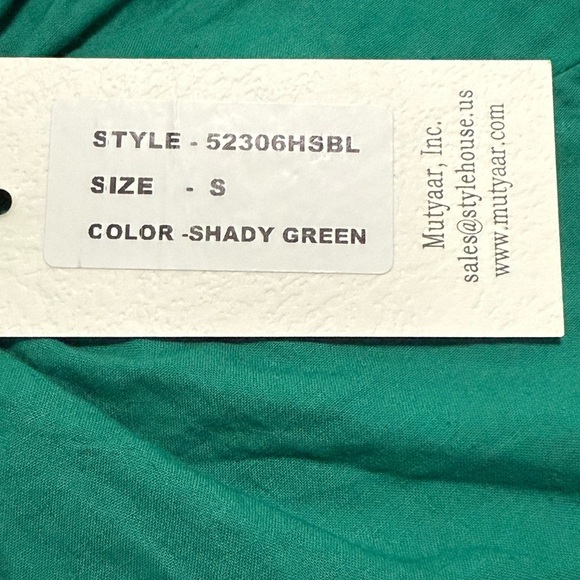 STYLE - 52306HSBL
SIZE - S
COLOR -SHADY GREEN
Mutyaar, Inc.
sales@stylehouse.us
www.mutyaar.com